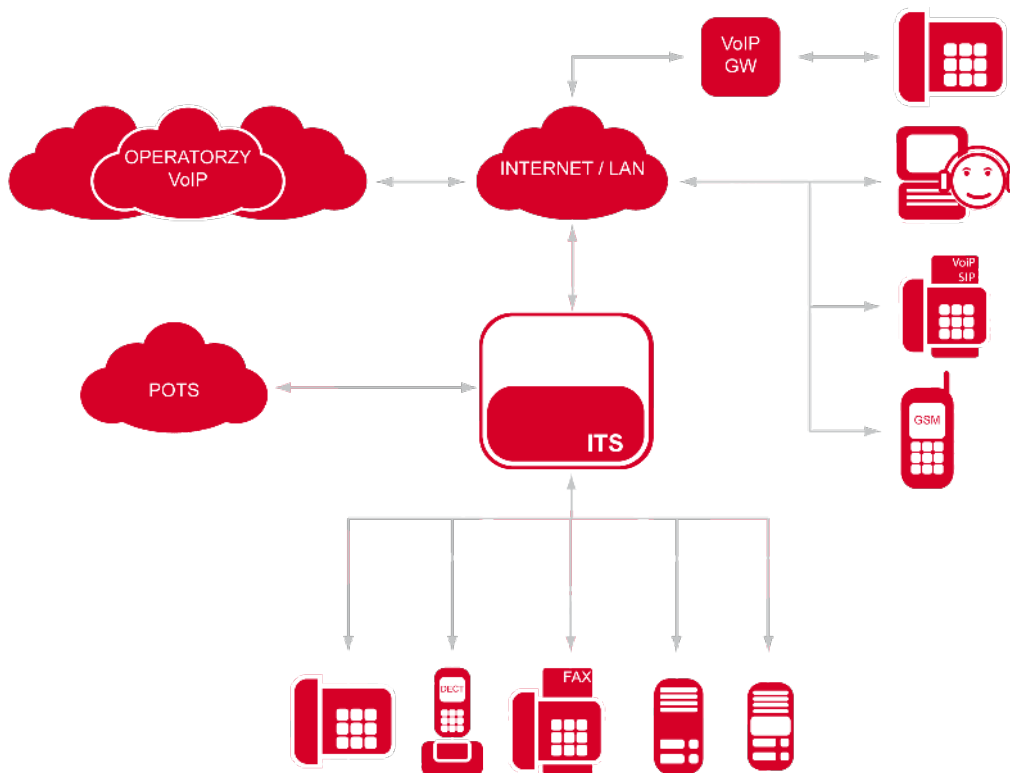 VoIP
GW
OPERATORZY
VoIP
INTERNET / LAN
VoiP
SIP
POTS
GSM
ITS
DECT
FAX